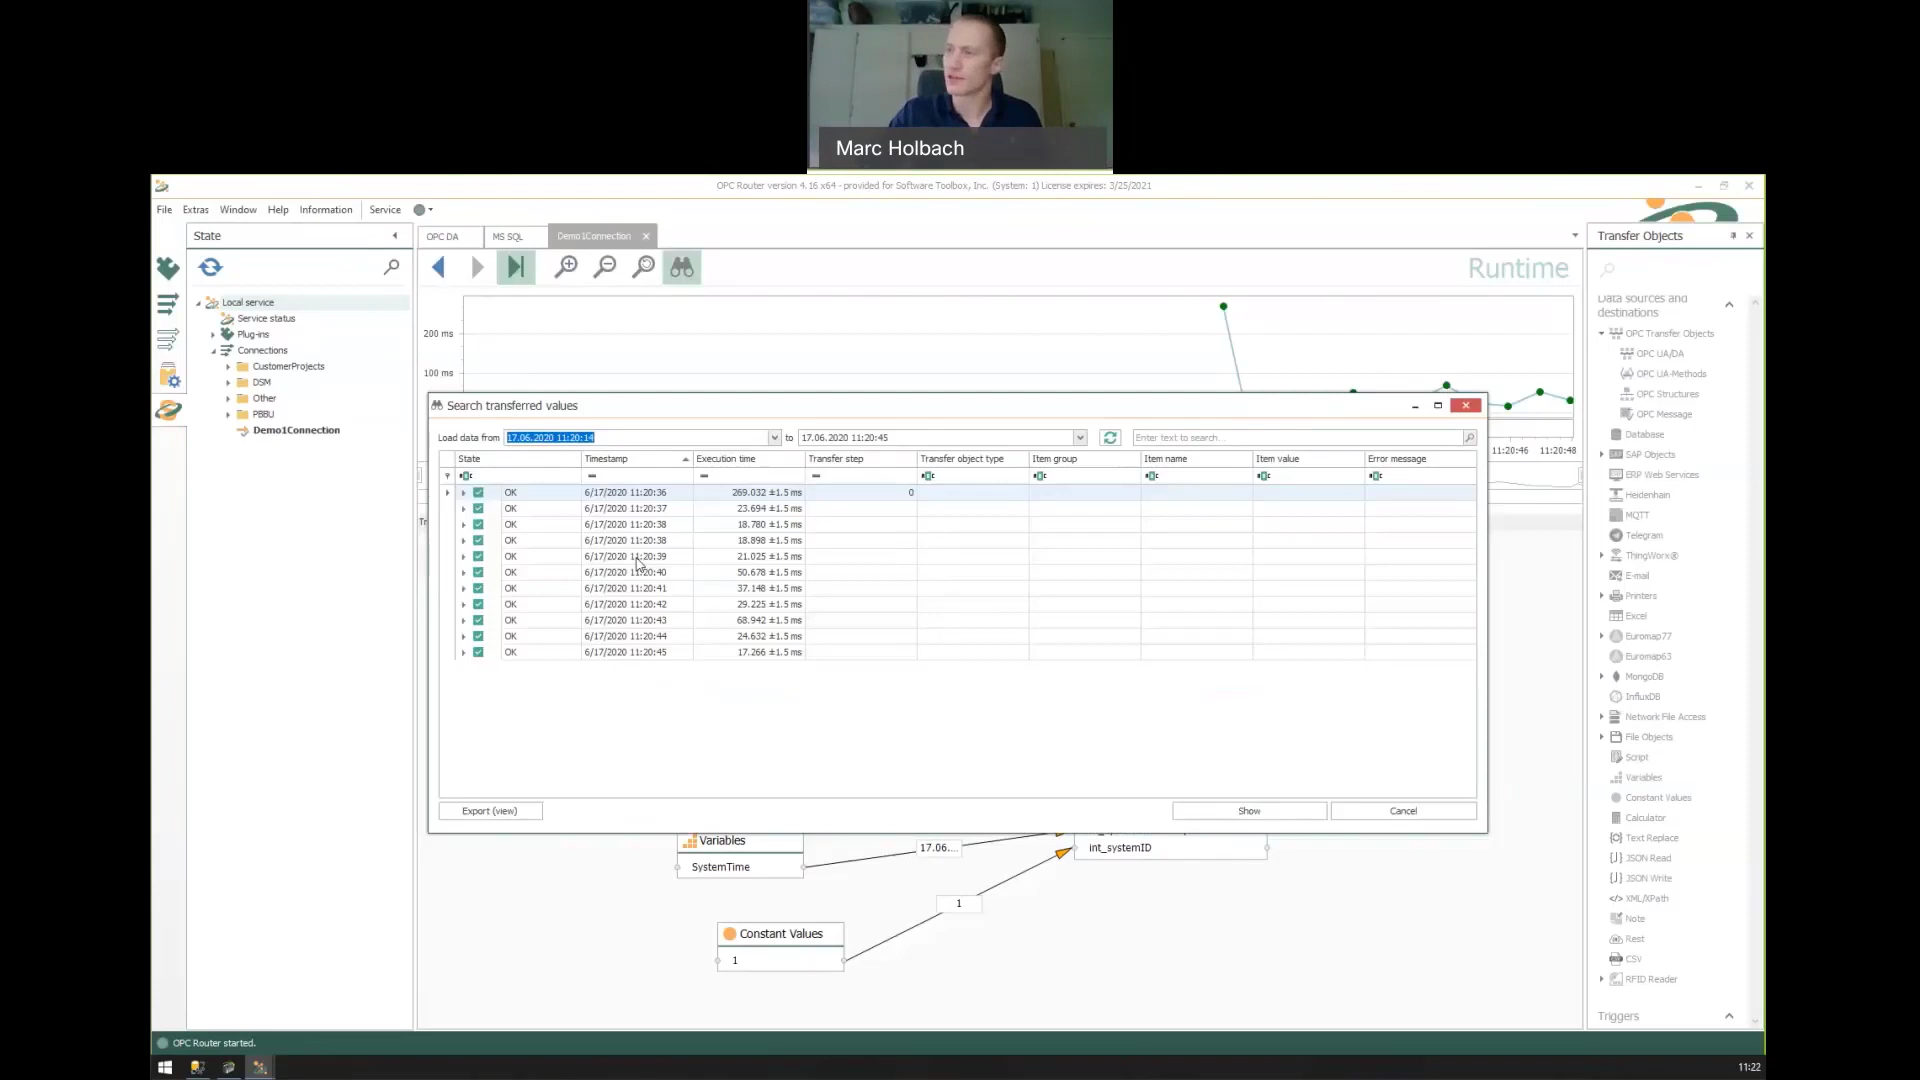 Marc Holbach
OPC Router version 4.16 x64 - provided for Software Toolbox, Inc. (System: 1) License expires: 3/25/2021
File Extras Window Help Information Service
State
OPC DA MS SQL Demo1Connection
Transfer Objects
Runtime
Local service
Service status
Plug-ins
Connections
CustomerProjects
DSM
Other
PBBU
Demo1Connection
200 ms
100 ms
11:20:46 11:20:48
Search transferred values
Load data from 17.06.2020 11:20:14 to 17.06.2020 11:20:45 Enter text to search...
State Timestamp Execution time Transfer step Transfer object type Item group Item name Item value Error message
OK 6/17/2020 11:20:36 269.032 ±1.5 ms 0
OK 6/17/2020 11:20:37 23.694 ±1.5 ms
OK 6/17/2020 11:20:38 18.780 ±1.5 ms
OK 6/17/2020 11:20:38 18.898 ±1.5 ms
OK 6/17/2020 11:20:39 21.025 ±1.5 ms
OK 6/17/2020 11:20:40 50.678 ±1.5 ms
OK 6/17/2020 11:20:41 37.148 ±1.5 ms
OK 6/17/2020 11:20:42 29.225 ±1.5 ms
OK 6/17/2020 11:20:43 68.942 ±1.5 ms
OK 6/17/2020 11:20:44 24.632 ±1.5 ms
OK 6/17/2020 11:20:45 17.266 ±1.5 ms
Export (view) Show Cancel
Variables
SystemTime
17.06....
int_systemID
1
Constant Values
1
Data sources and
destinations
OPC Transfer Objects
OPC UA/DA
OPC UA-Methods
OPC Structures
OPC Message
Database
SAP Objects
ERP Web Services
Heidenhain
MQTT
Telegram
ThingWorx®
E-mail
Printers
Excel
Euromap77
Euromap63
MongoDB
InfluxDB
Network File Access
File Objects
Script
Variables
Constant Values
Calculator
Text Replace
JSON Read
JSON Write
XML/XPath
Note
Rest
CSV
RFID Reader
Triggers
OPC Router started.
11:22